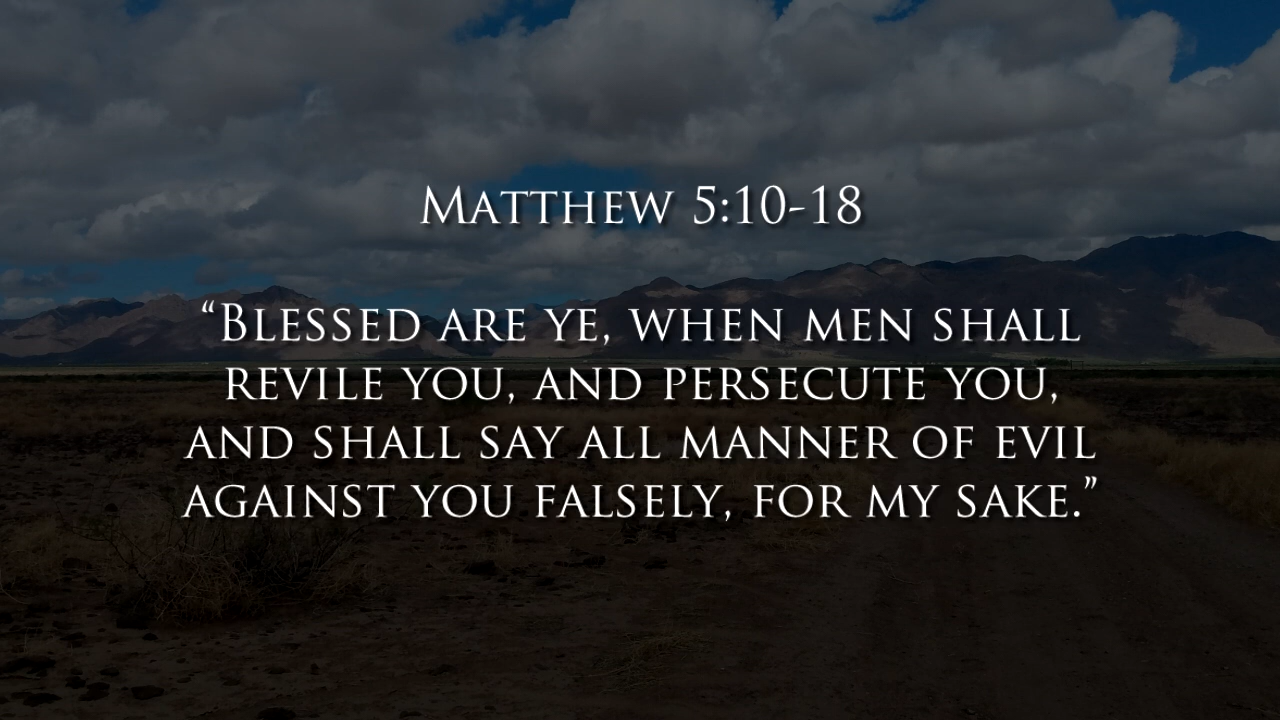 Matthew 5:10-18
“Blessed are ye, when men shall
revile you, and persecute you,
and shall say all manner of evil
against you falsely, for my sake.”